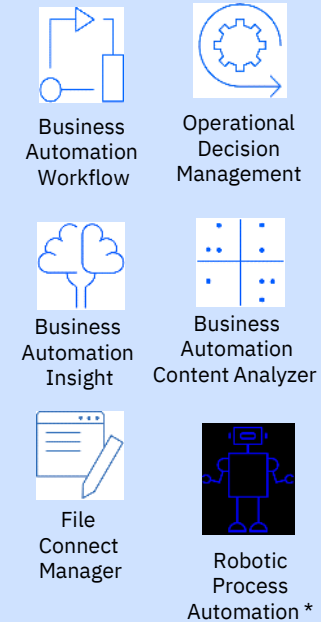 Business
Automation
Workflow
Operational
Decision
Management
Business
Automation
Insight
Business
Automation
Content Analyzer
File
Connect
Manager
Robotic
Process
Automation *